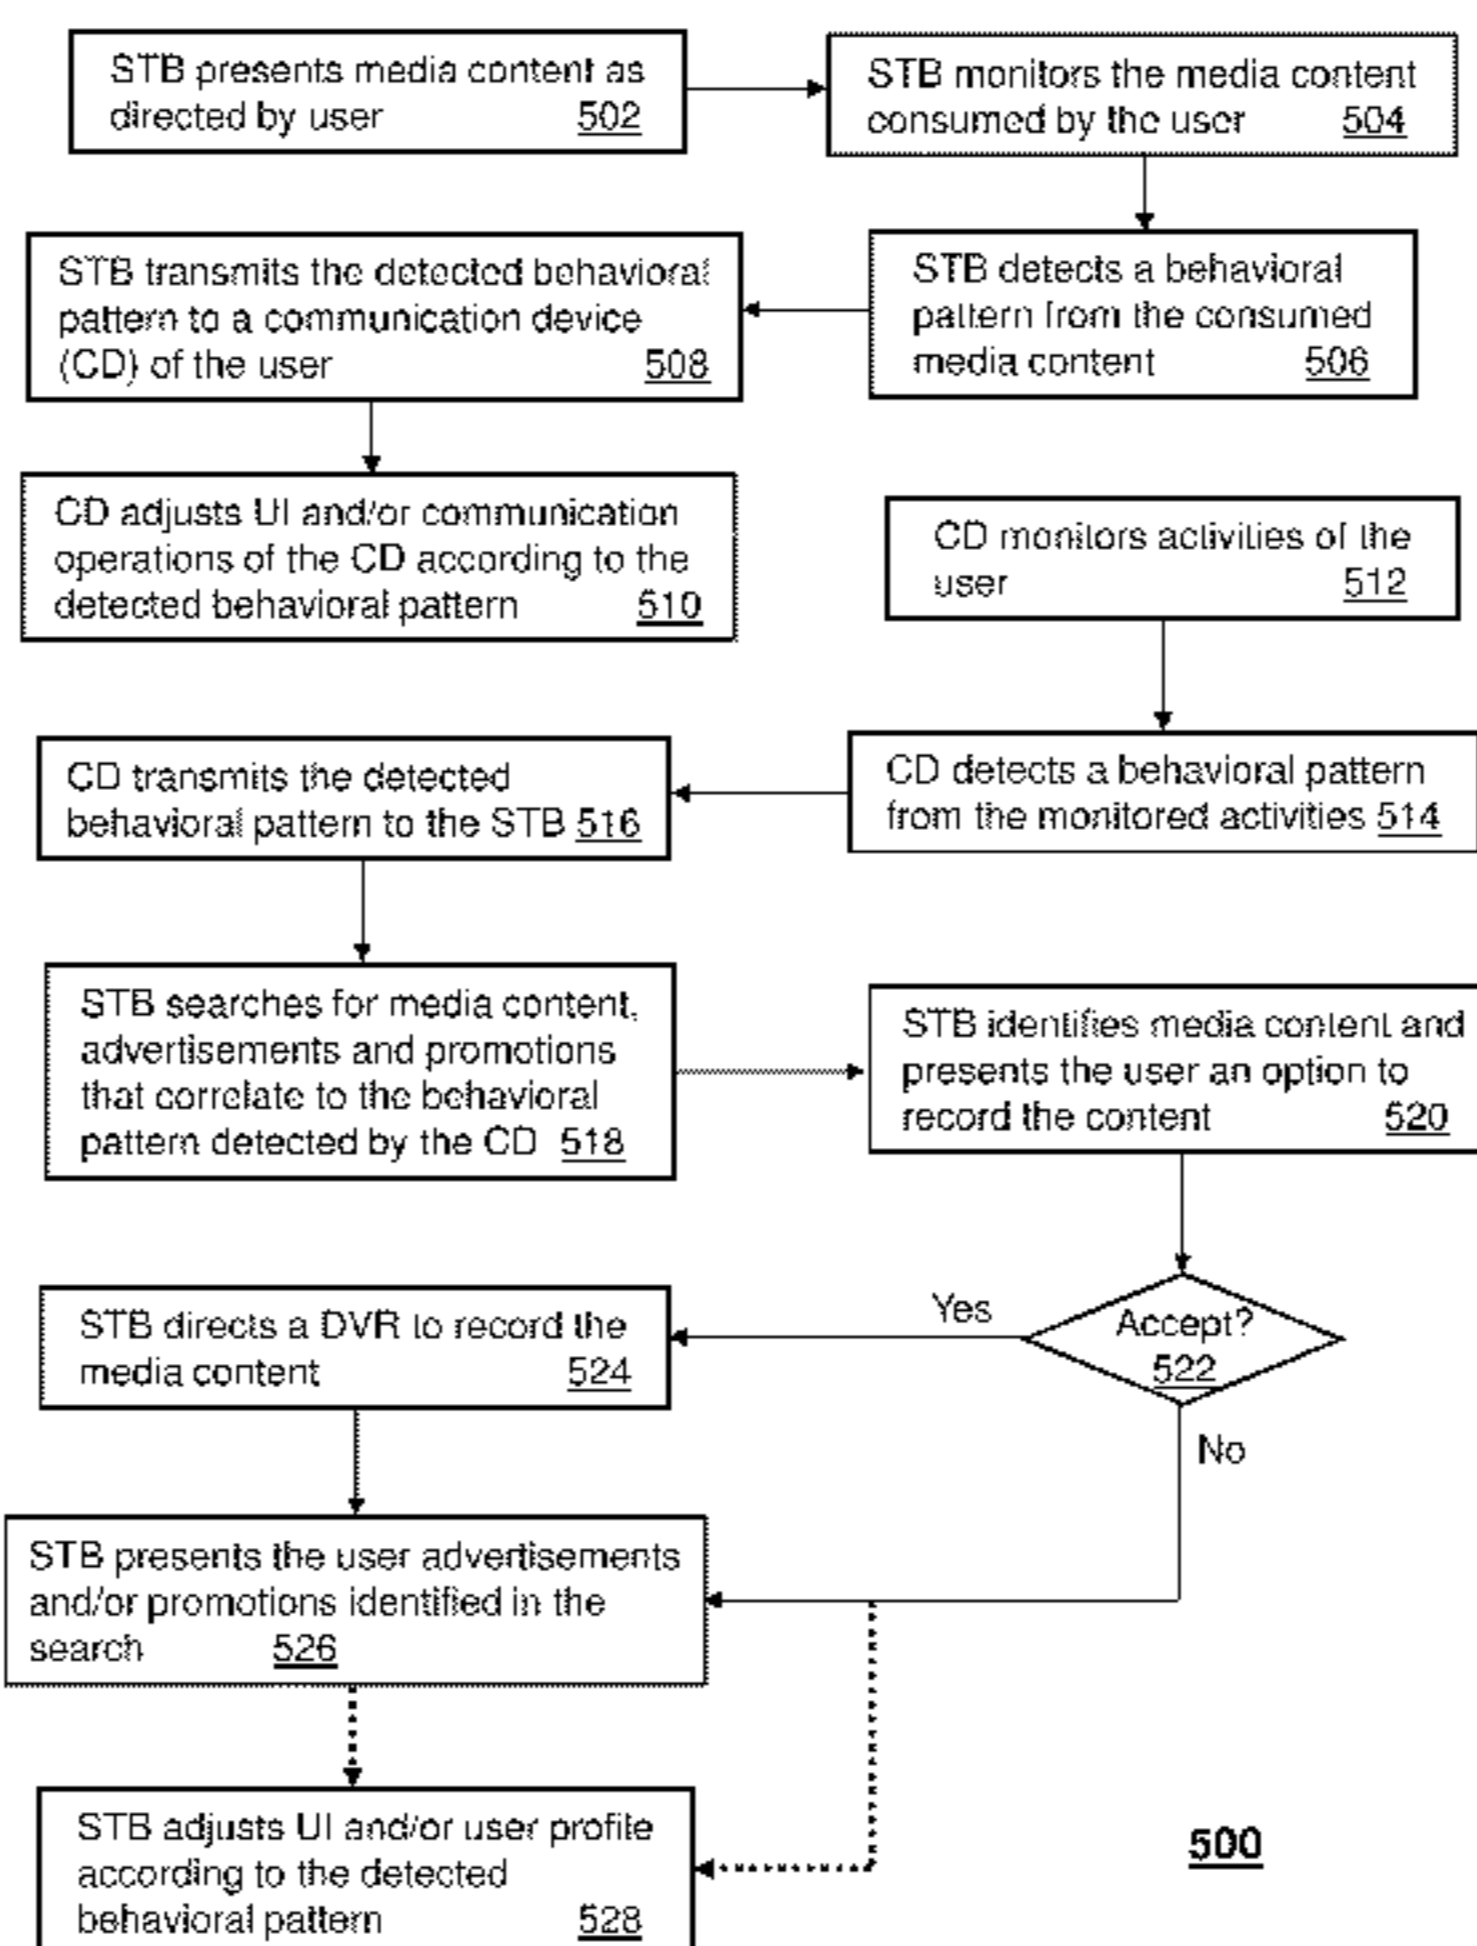 STB presents media content as
directed by user 502
STB monitors the media content
consumed by the user 504
STB detects a behavioral
pattern from the consumed
media content 506
STB transmits the detected behavioral
pattern to a communication device
(CD) of the user 508
CD adjusts UI and/or communication
operations of the CD according to the
detected behavioral pattern 510
CD monitors activities of the
user 512
CD detects a behavioral pattern
from the monitored activities 514
CD transmits the detected
behavioral pattern to the STB 516
STB searches for media content,
advertisements and promotions
that correlate to the behavioral
pattern detected by the CD 518
STB identifies media content and
presents the user an option to
record the content 520
Accept?
522
Yes
No
STB directs a DVR to record the
media content 524
STB presents the user advertisements
and/or promotions identified in the
search 526
STB adjusts UI and/or user profile
according to the detected
behavioral pattern 528
500